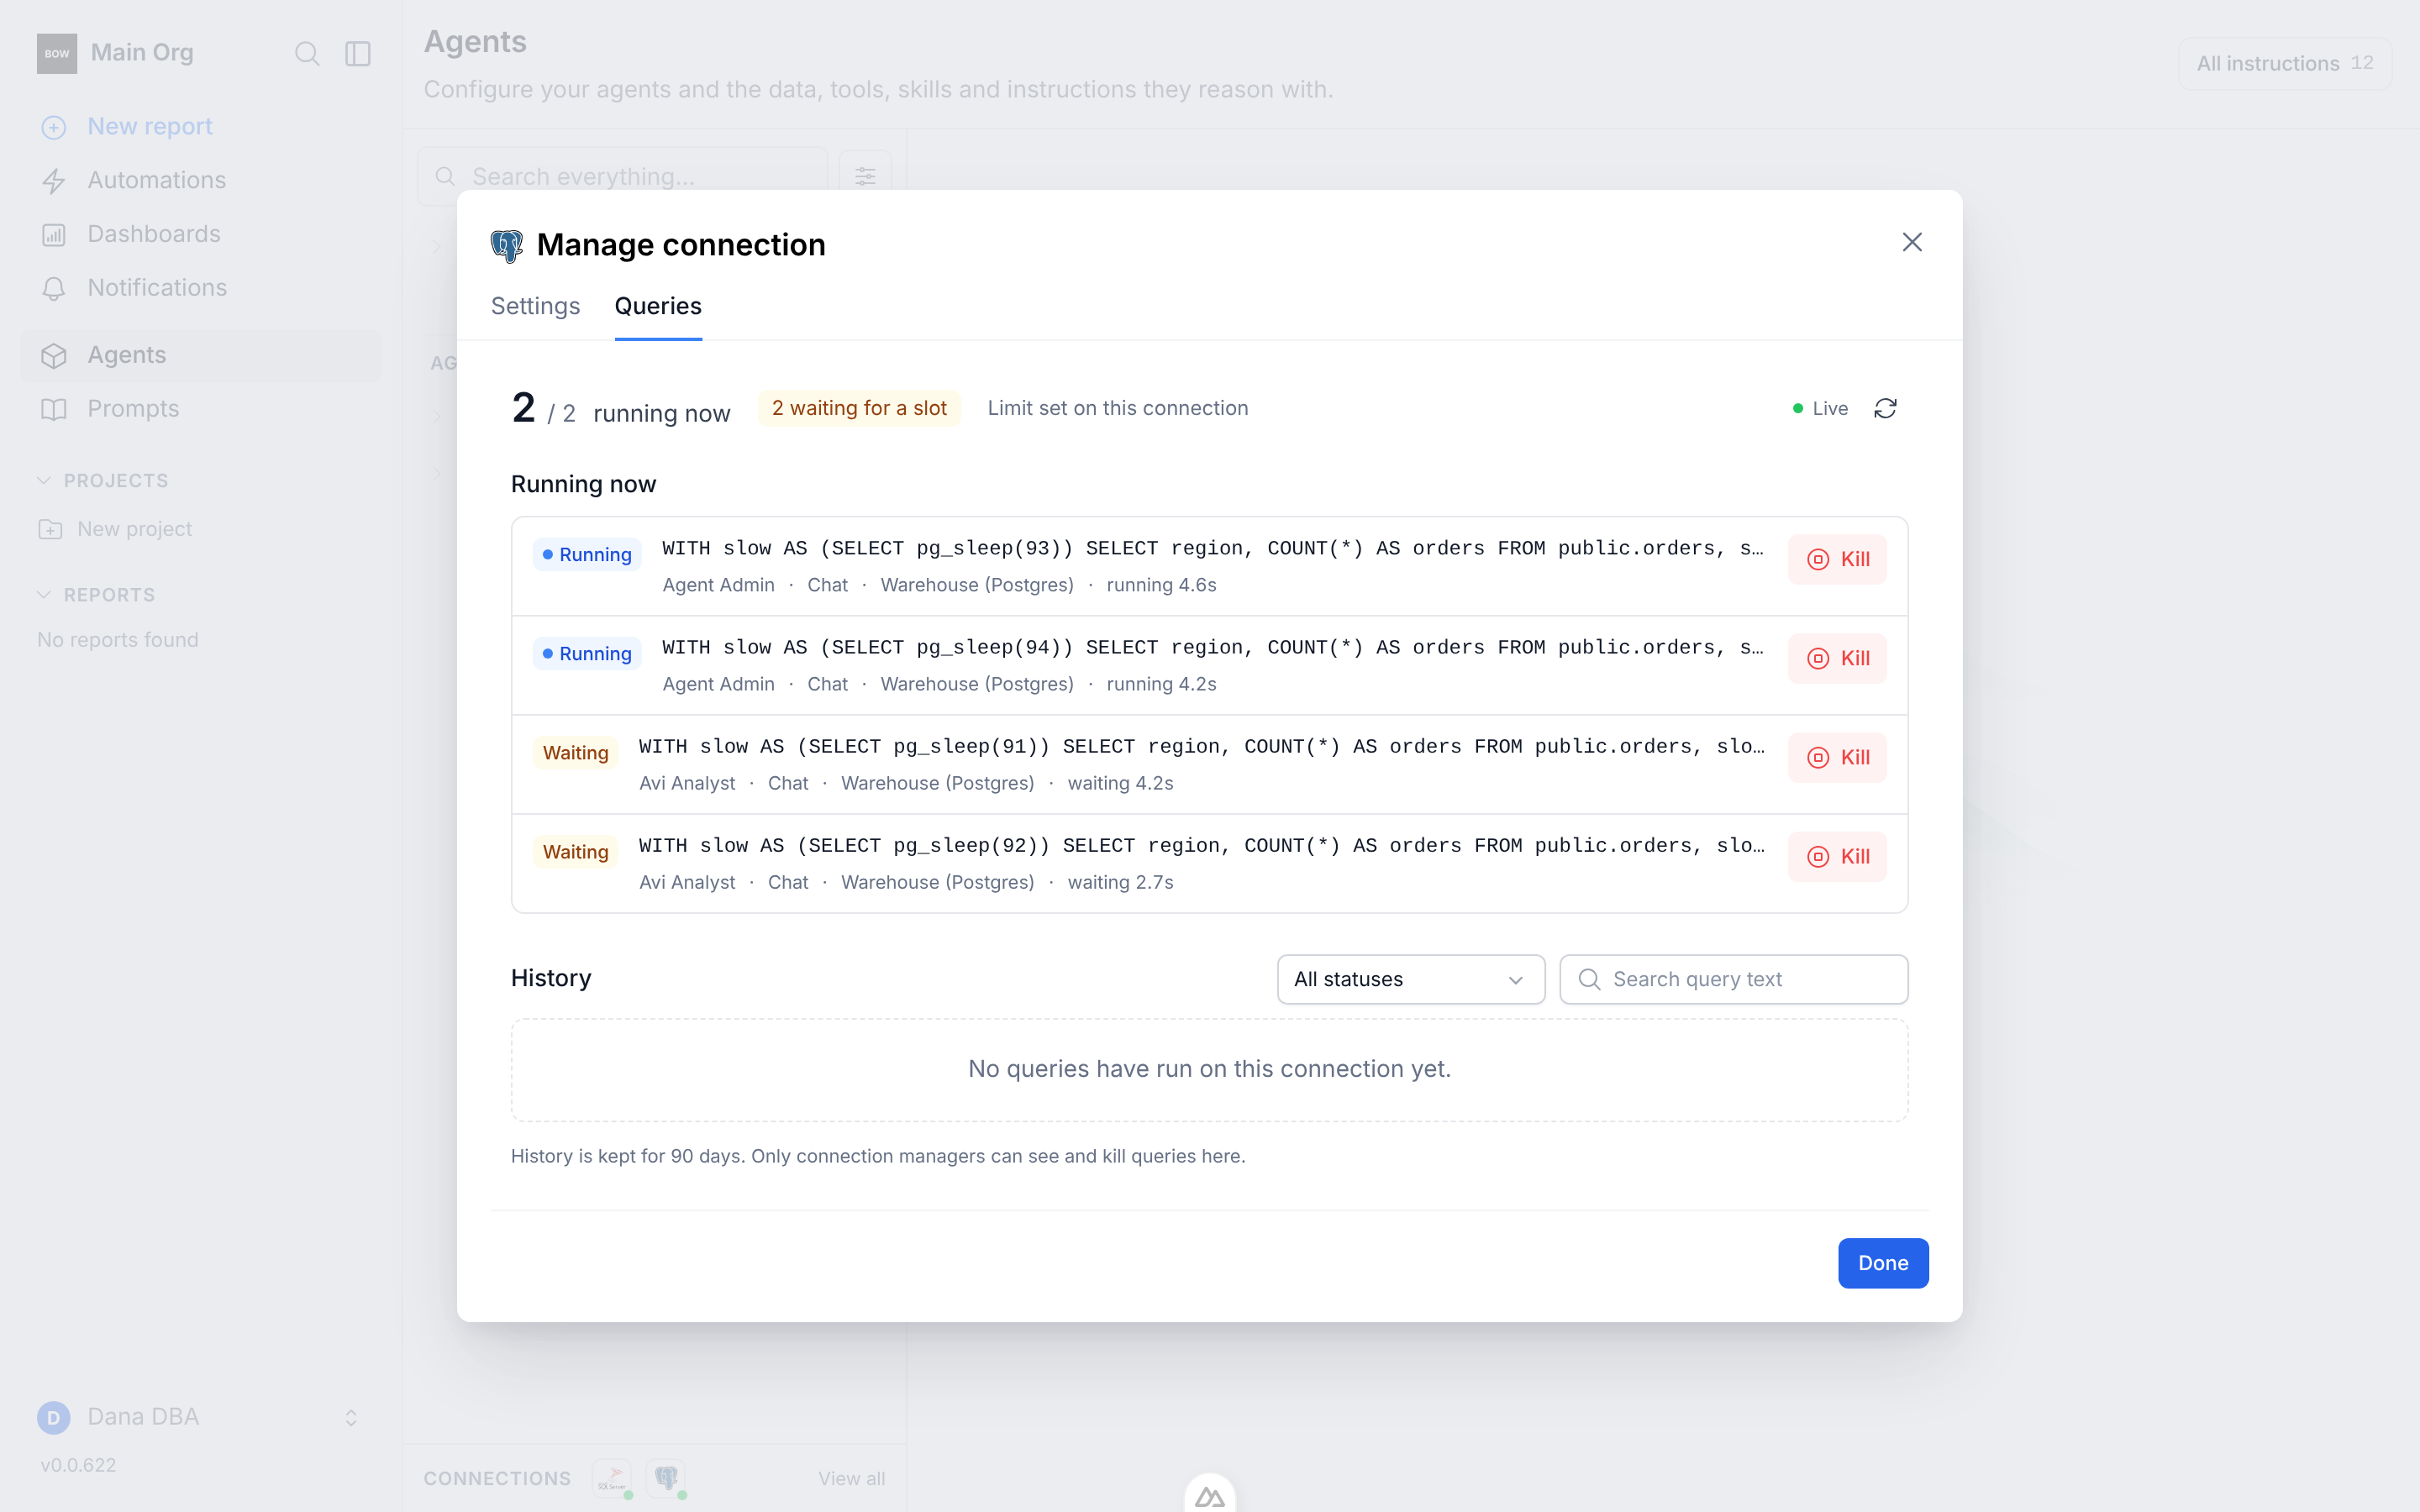 BOW Main Org
New report
Automations
Dashboards
Notifications
Agents
Prompts
PROJECTS
New project
REPORTS
No reports found
Dana DBA
D
v0.0.622
Agents
Configure your agents and the data, tools, skills and instructions they reason with.
All instructions 12
Search everything...
AG
Manage connection
Settings Queries
2 / 2 running now 2 waiting for a slot Limit set on this connection Live
Running now
Running WITH slow AS (SELECT pg_sleep(93)) SELECT region, COUNT(*) AS orders FROM public.orders, s… Kill
Agent Admin · Chat · Warehouse (Postgres) · running 4.6s
Running WITH slow AS (SELECT pg_sleep(94)) SELECT region, COUNT(*) AS orders FROM public.orders, s… Kill
Agent Admin · Chat · Warehouse (Postgres) · running 4.2s
Waiting WITH slow AS (SELECT pg_sleep(91)) SELECT region, COUNT(*) AS orders FROM public.orders, slo… Kill
Avi Analyst · Chat · Warehouse (Postgres) · waiting 4.2s
Waiting WITH slow AS (SELECT pg_sleep(92)) SELECT region, COUNT(*) AS orders FROM public.orders, slo… Kill
Avi Analyst · Chat · Warehouse (Postgres) · waiting 2.7s
History All statuses Search query text
No queries have run on this connection yet.
History is kept for 90 days. Only connection managers can see and kill queries here.
Done
CONNECTIONS SQL Server View all